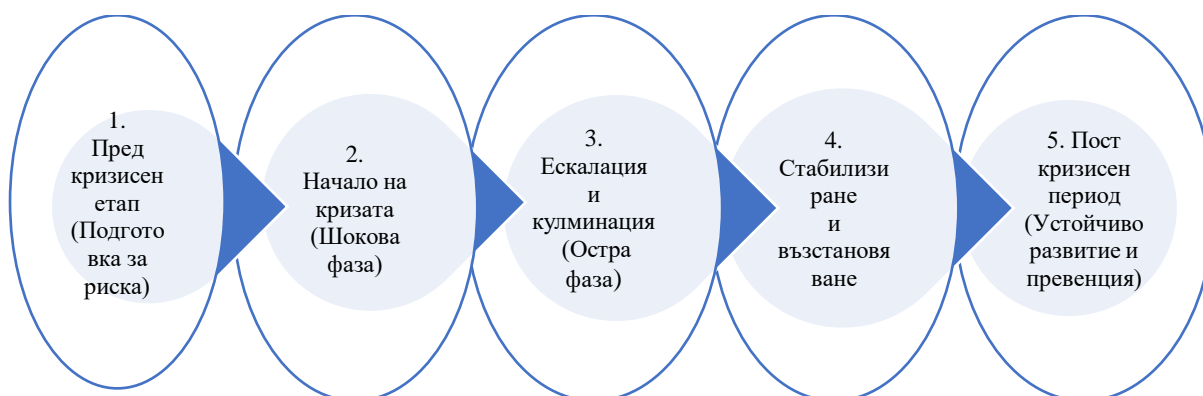 1.
Пред
кризисен
етап
(Подгото
вка за
риска)
2.
Начало на
кризата
(Шокова
фаза)
3.
Ескалация
и
кулминация
(Остра
фаза)
4.
Стабилизи
ране
и
възстановя
ване
5. Пост
кризисен
период
(Устойчиво
развитие и
превенция)